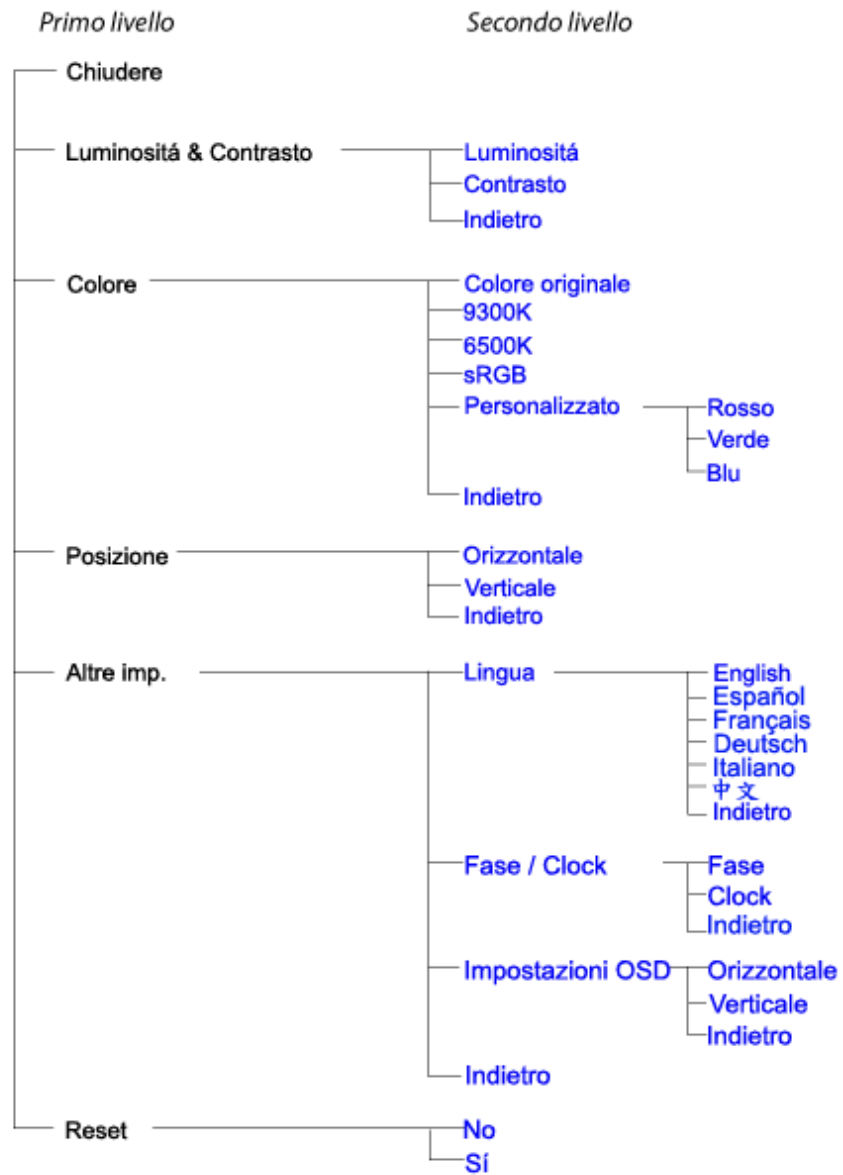 Primo livello Secondo livello
Chiudere
Luminositá & Contrasto Luminositá
Contrasto
Indietro
Colore Colore originale
9300K
6500K
sRGB
Personalizzato Rosso
Verde
Blu
Indietro
Posizione Orizzontale
Verticale
Indietro
Altre imp. Lingua English
Español
Français
Deutsch
Italiano
中文
Indietro
Fase / Clock Fase
Clock
Indietro
Impostazioni OSD Orizzontale
Verticale
Indietro
Indietro
Reset No
Sí